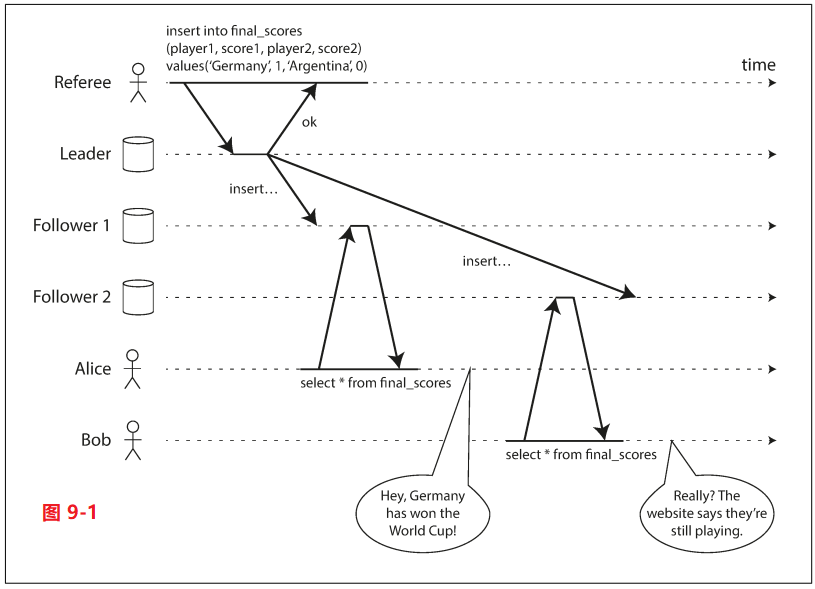 insert into final_scores
(player1, score1, player2, score2)
values(‘Germany’, 1, ‘Argentina’, 0)
time
Referee
ok
Leader
insert…
Follower 1
insert…
Follower 2
Alice
select * from final_scores
Bob
select * from final_scores
Hey, Germany
has won the
World Cup!
Really? The
website says they’re
still playing.
图 9-1